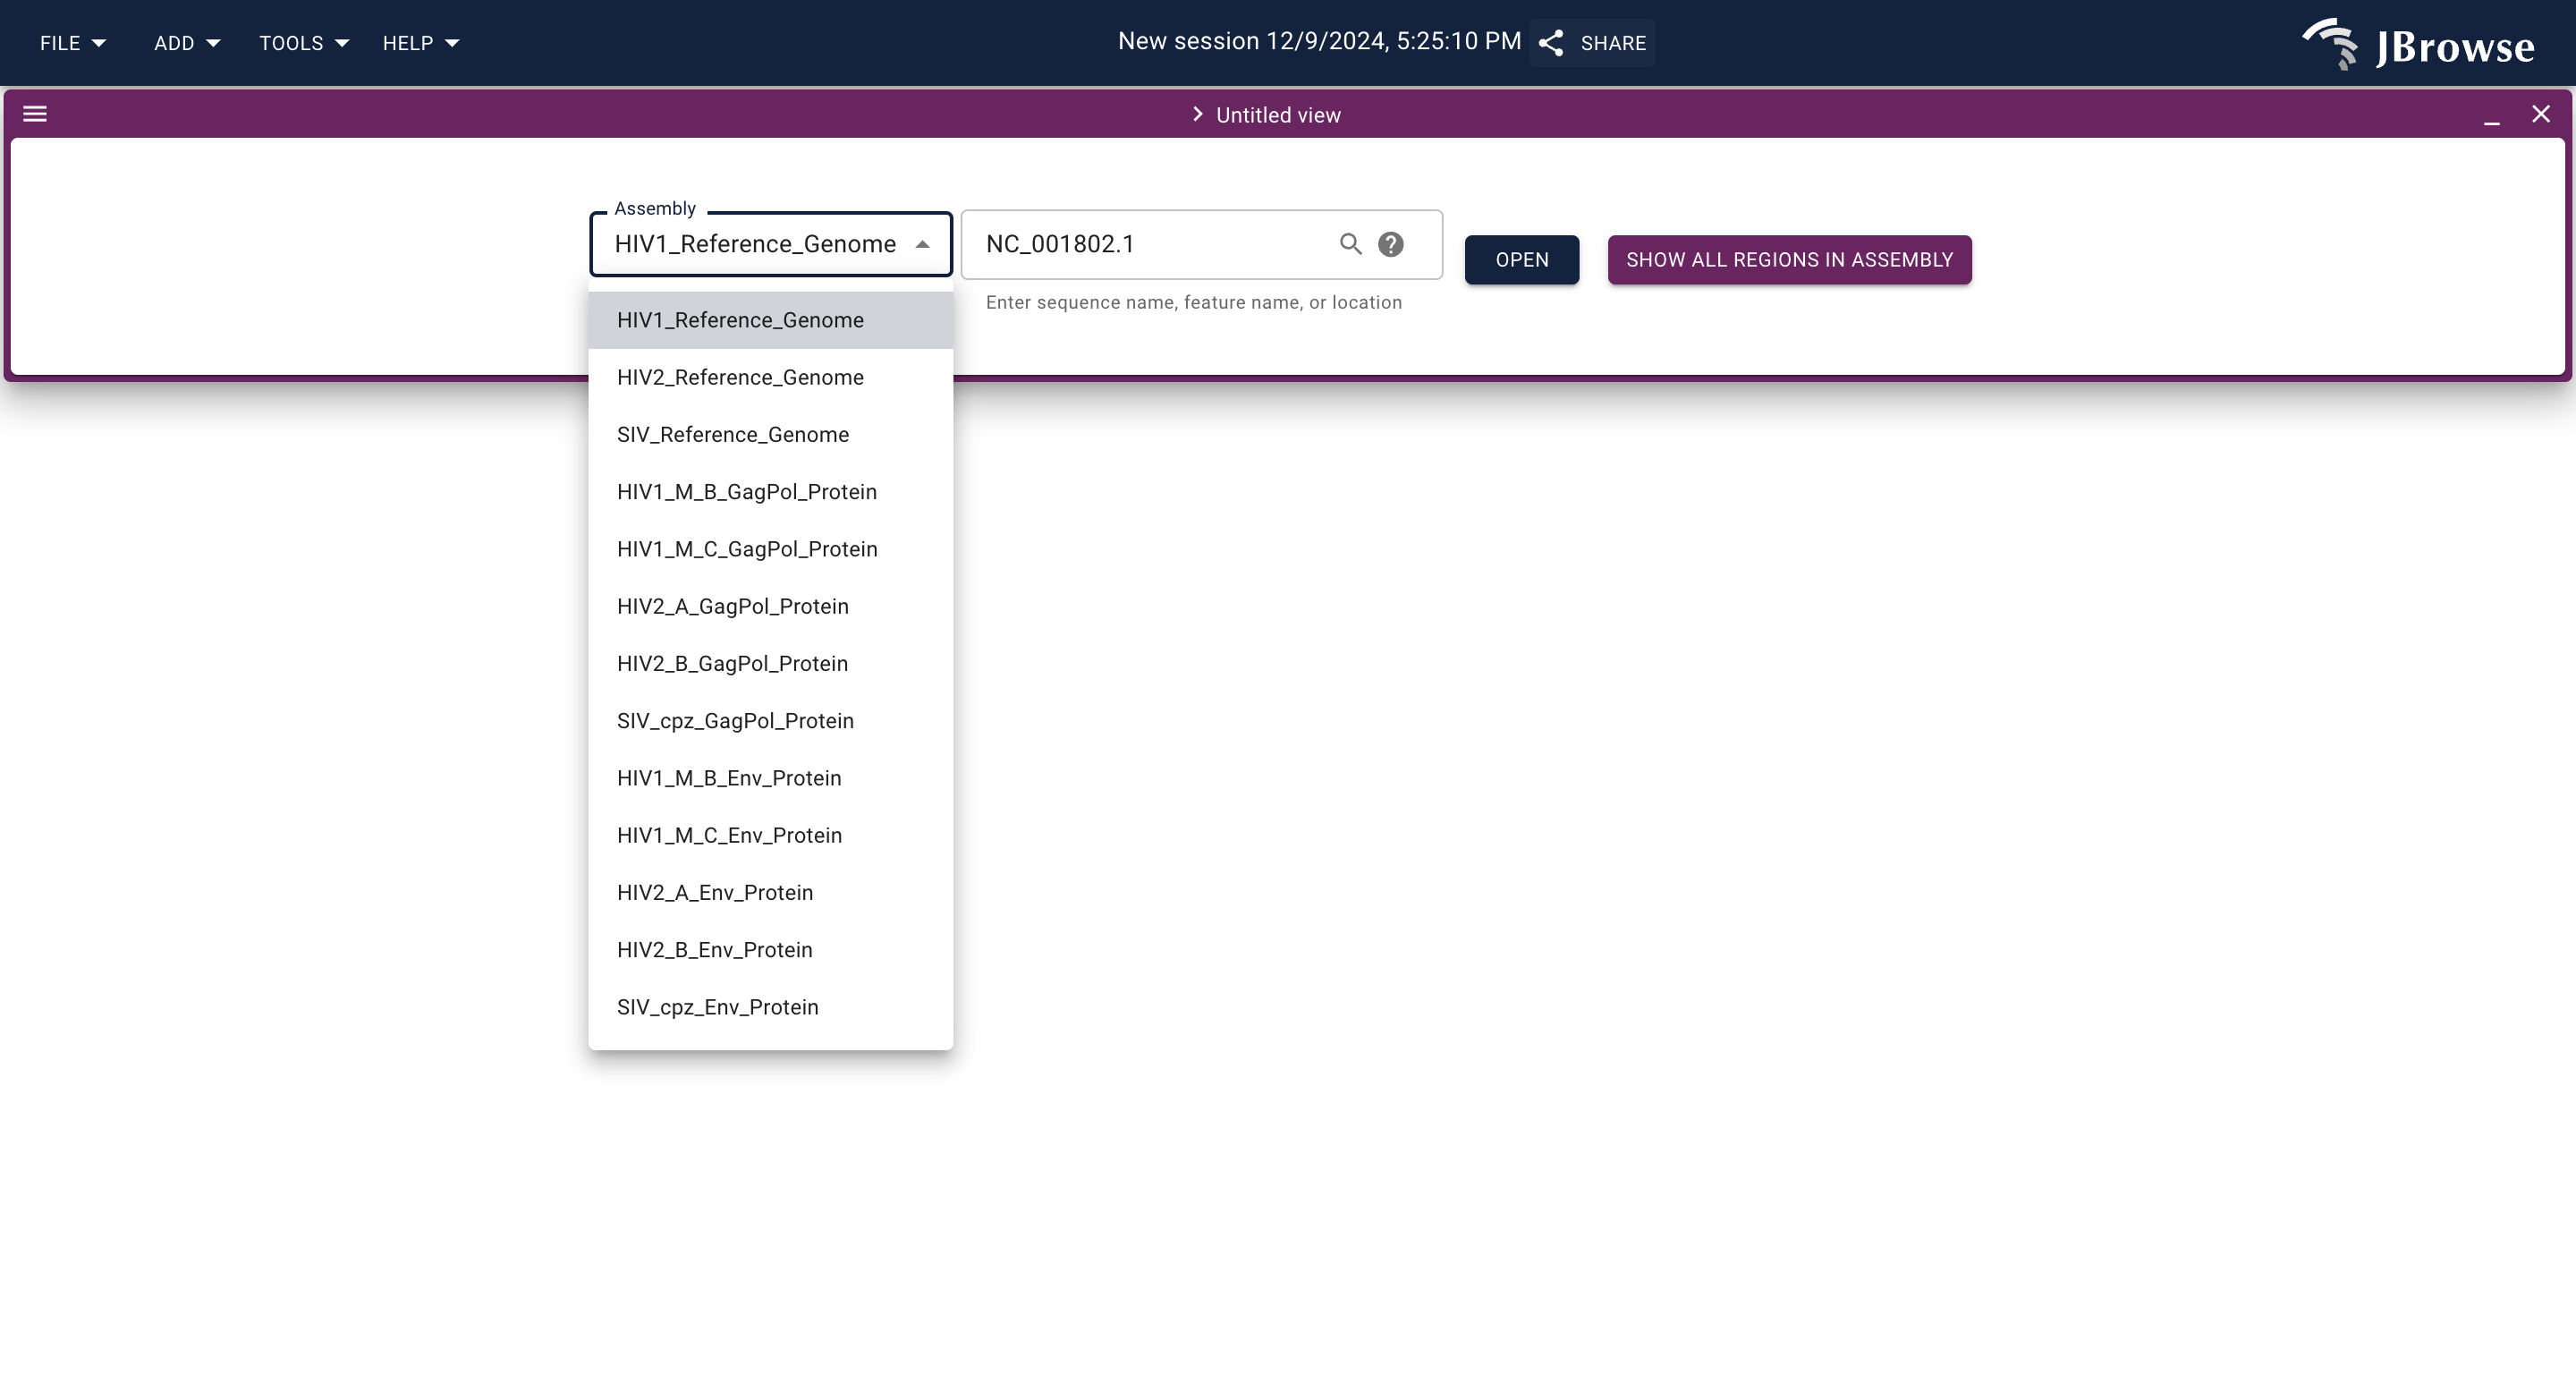 FILE ADD TOOLS HELP New session 12/9/2024, 5:25:10 PM SHARE JBrowse
Untitled view
Assembly
HIV1_Reference_Genome NC_001802.1 OPEN SHOW ALL REGIONS IN ASSEMBLY
Enter sequence name, feature name, or location
HIV1_Reference_Genome
HIV2_Reference_Genome
SIV_Reference_Genome
HIV1_M_B_GagPol_Protein
HIV1_M_C_GagPol_Protein
HIV2_A_GagPol_Protein
HIV2_B_GagPol_Protein
SIV_cpz_GagPol_Protein
HIV1_M_B_Env_Protein
HIV1_M_C_Env_Protein
HIV2_A_Env_Protein
HIV2_B_Env_Protein
SIV_cpz_Env_Protein